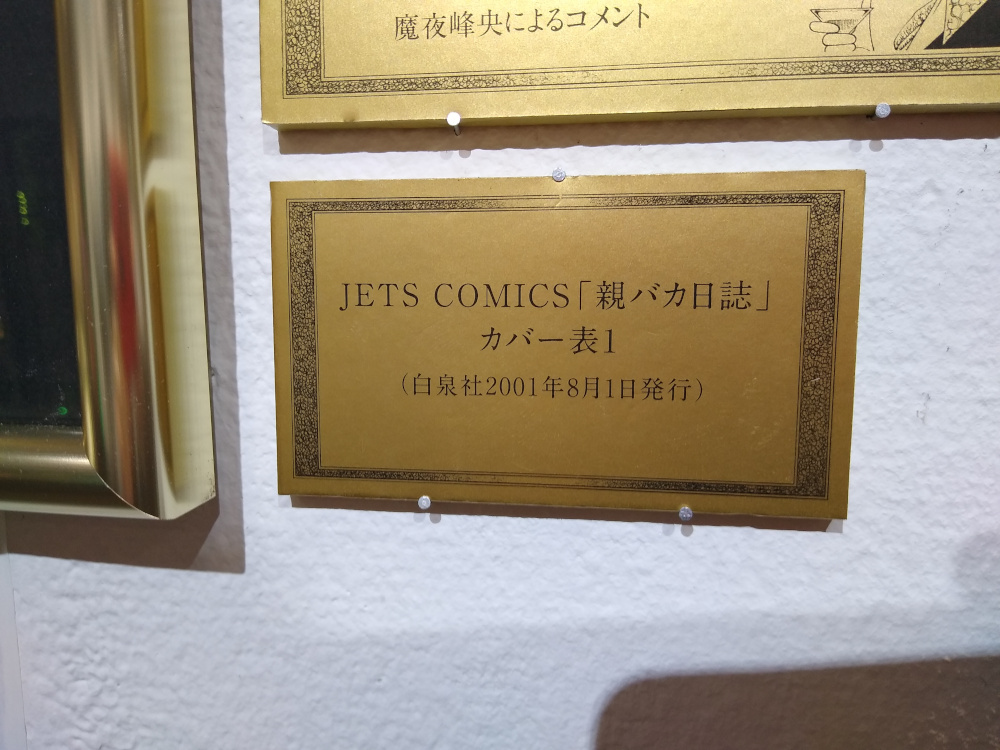 魔夜峰央によるコメント
JETS COMICS「親バカ日誌」
カバー表1
(白泉社2001年8月1日発行)